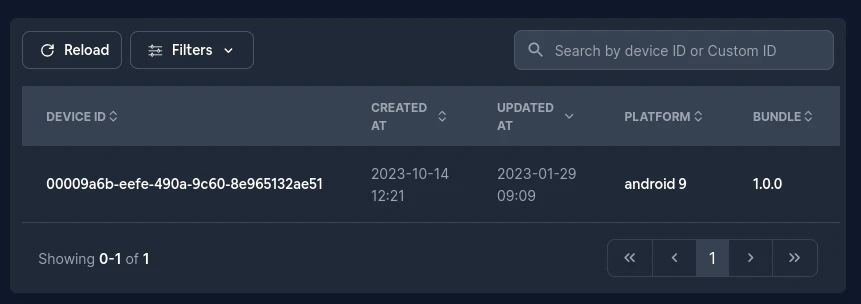 Reload Filters Search by device ID or Custom ID
DEVICE ID CREATED AT UPDATED AT PLATFORM BUNDLE
00009a6b-eefe-490a-9c60-8e965132ae51 2023-10-14 12:21 2023-01-29 09:09 android 9 1.0.0
Showing 0-1 of 1 « ‹ 1 › »